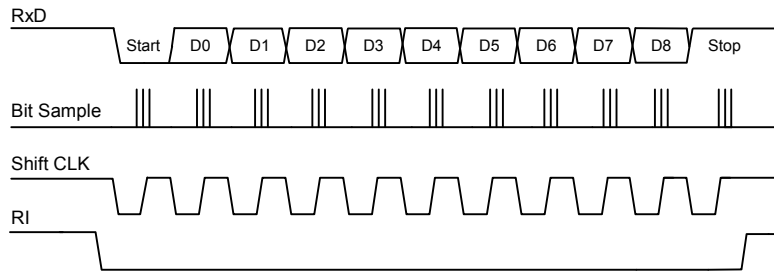 RxD
Start D0 D1 D2 D3 D4 D5 D6 D7 D8 Stop
Bit Sample
Shift CLK
RI